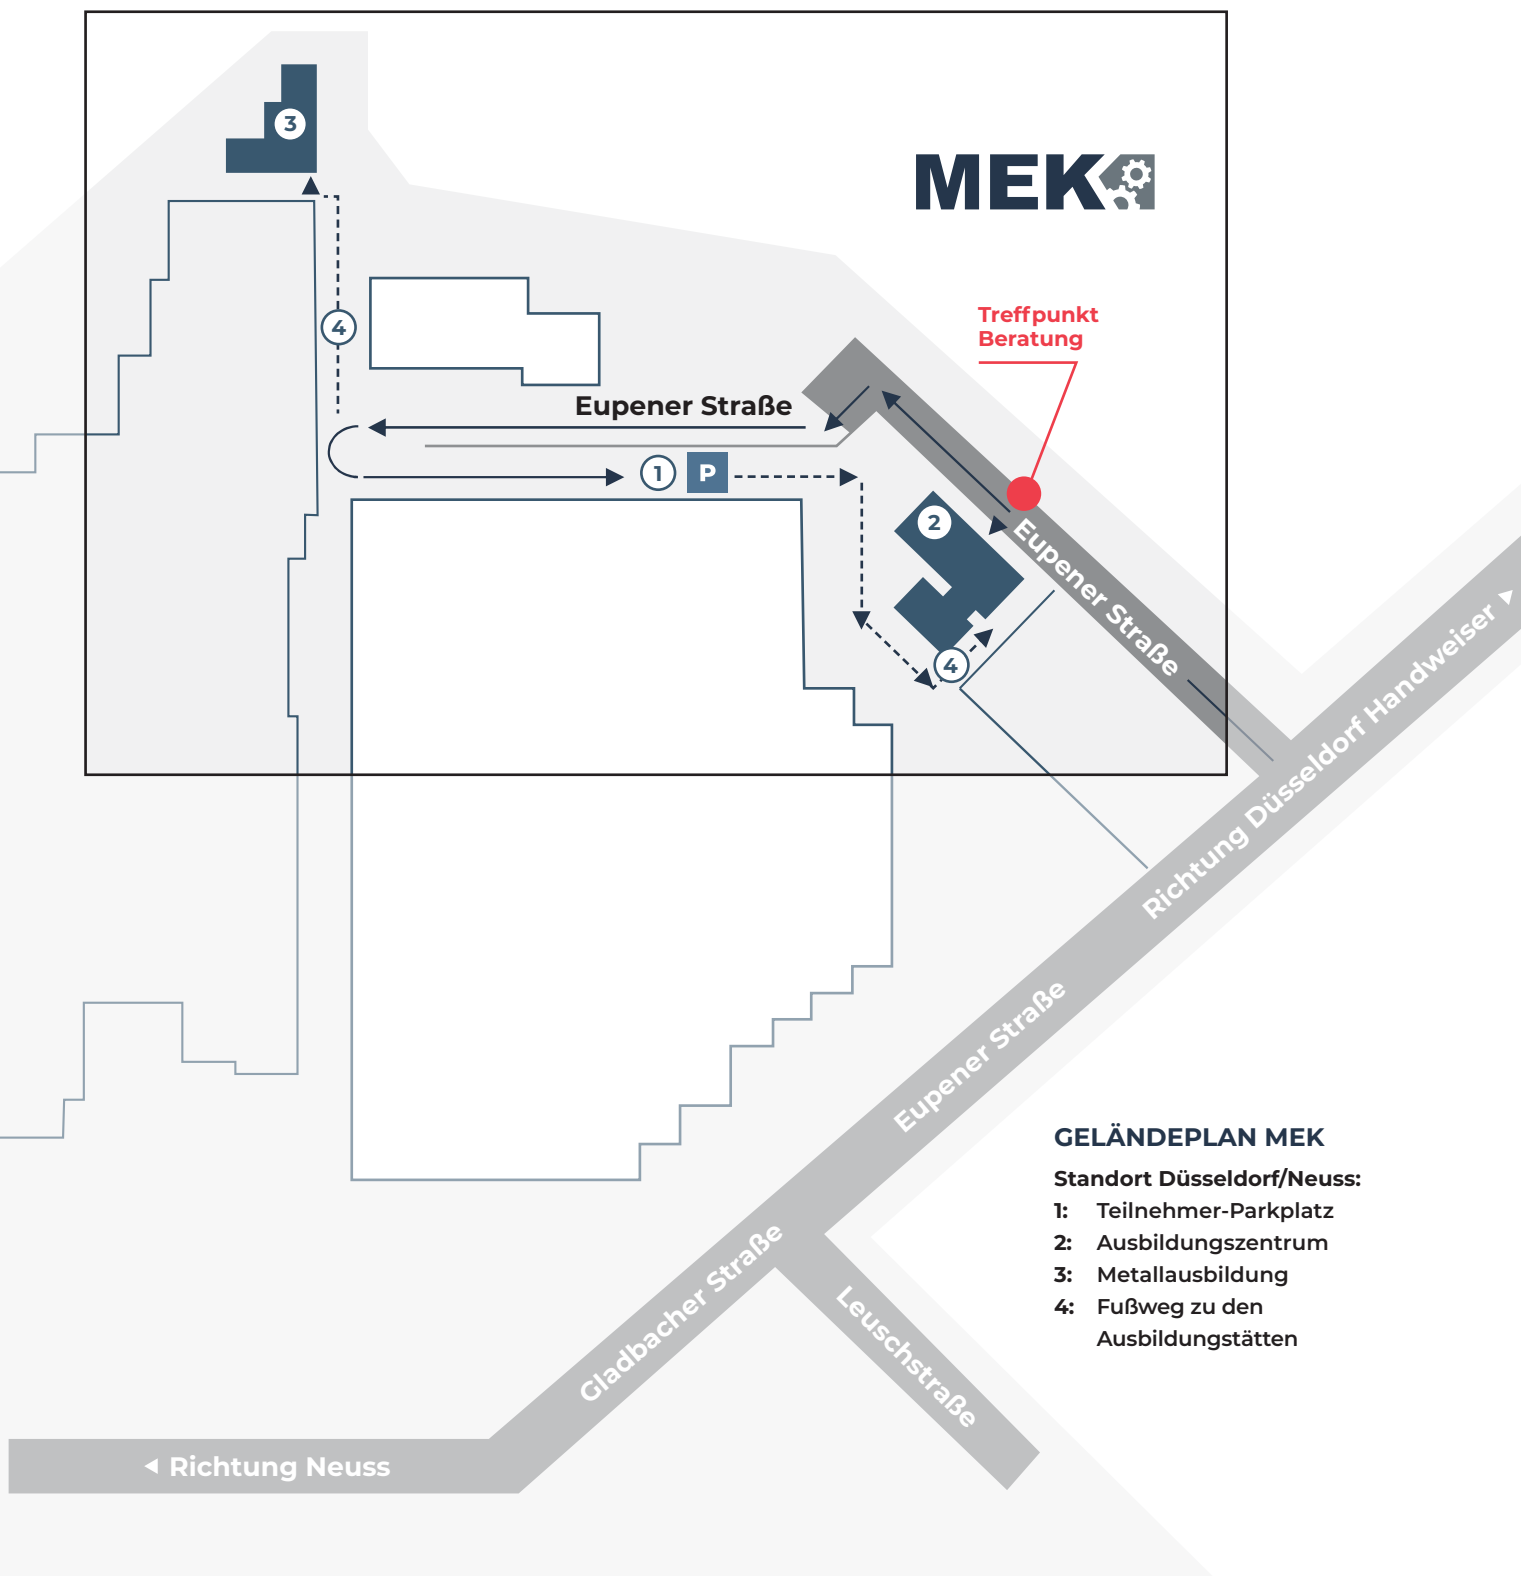 3
MEK
Treffpunkt
Beratung
4
Eupener Straße
1
P
2
Eupener Straße
4
Richtung Düsseldorf Handweiser
Eupener Straße
Gladbacher Straße
Leuschstraße
Richtung Neuss
GELÄNDEPLAN MEK
Standort Düsseldorf/Neuss:
1: Teilnehmer-Parkplatz
2: Ausbildungszentrum
3: Metallausbildung
4: Fußweg zu den
Ausbildungstätten